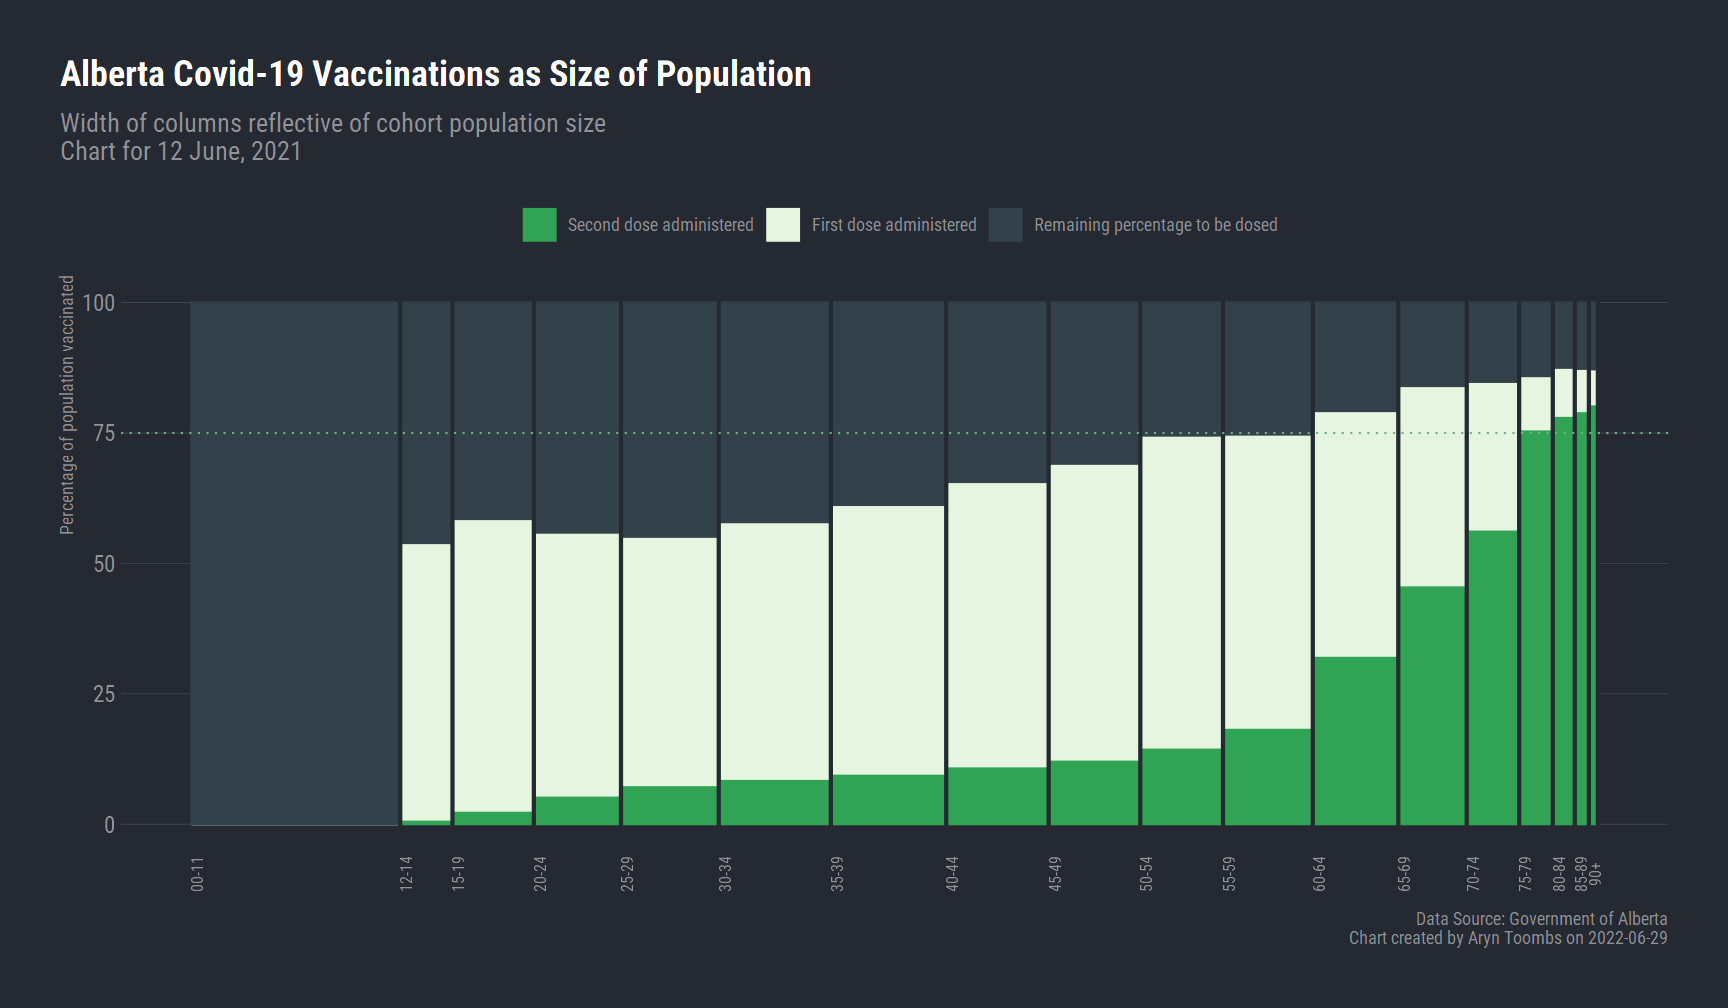 Alberta Covid-19 Vaccinations as Size of Population
Width of columns reflective of cohort population size
Chart for 12 June, 2021
Second dose administered
First dose administered
Remaining percentage to be dosed
Percentage of population vaccinated
100
75
50
25
0
00-11
12-14
15-19
20-24
25-29
30-34
35-39
40-44
45-49
50-54
55-59
60-64
65-69
70-74
75-79
80-84
85-89
90+
Data Source: Government of Alberta
Chart created by Aryn Toombs on 2022-06-29